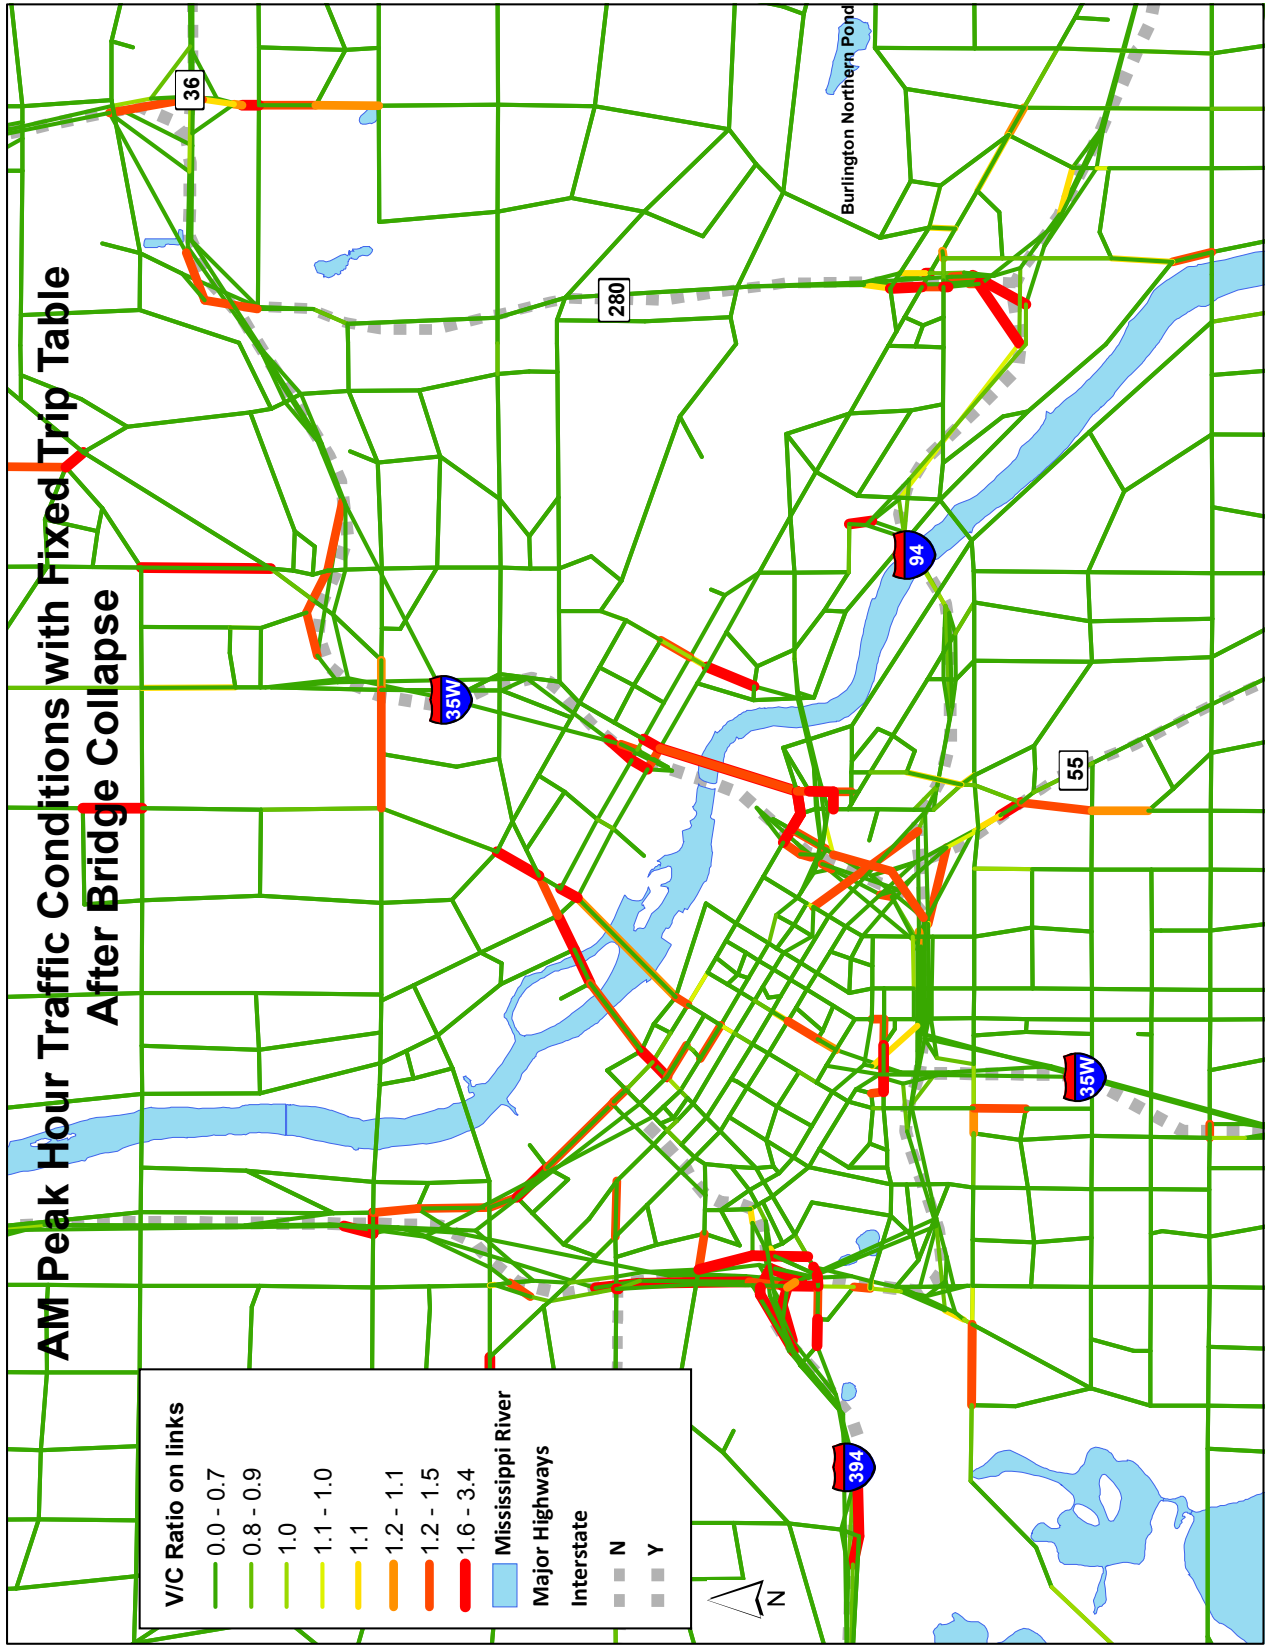 AM Peak Hour Traffic Conditions with Fixed Trip Table
After Bridge Collapse
V/C Ratio on links
0.0 - 0.7
0.8 - 0.9
1.0
1.1 - 1.0
1.1
1.2 - 1.1
1.2 - 1.5
1.6 - 3.4
Mississippi River
Major Highways
Interstate
N
Y
N
36
280
Burlington Northern Pond
35W
94
55
35W
394